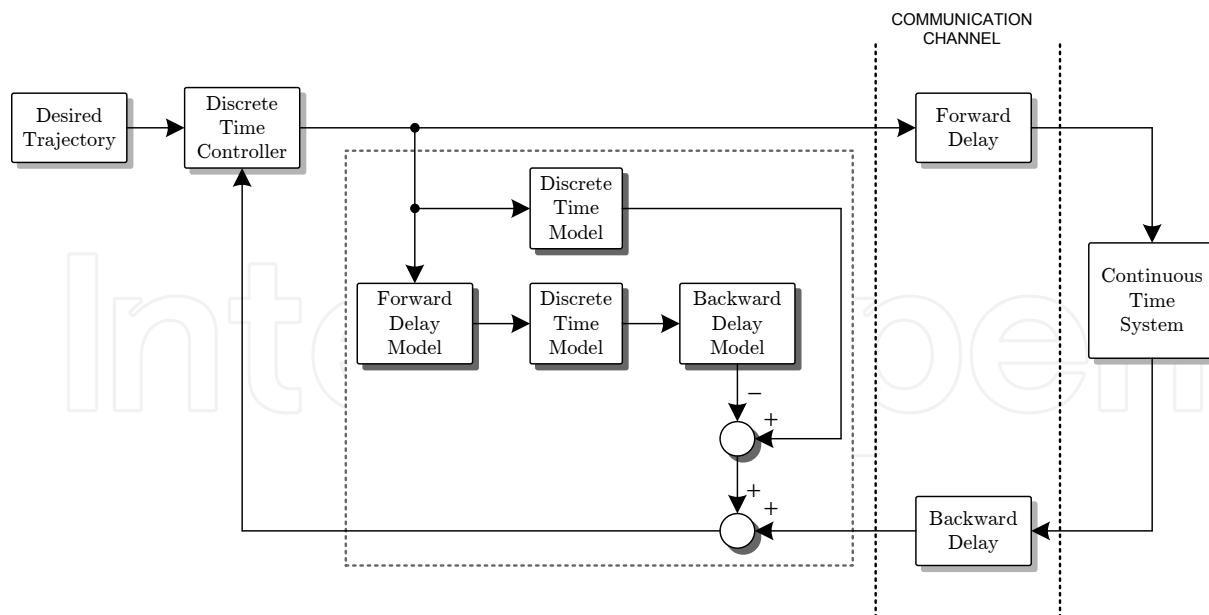 COMMUNICATION
CHANNEL
Desired
Trajectory
Discrete
Time
Controller
Forward
Delay
Discrete
Time
Model
Forward
Delay
Model
Discrete
Time
Model
Backward
Delay
Model
Continuous
Time
System
−
+
+
+
Backward
Delay